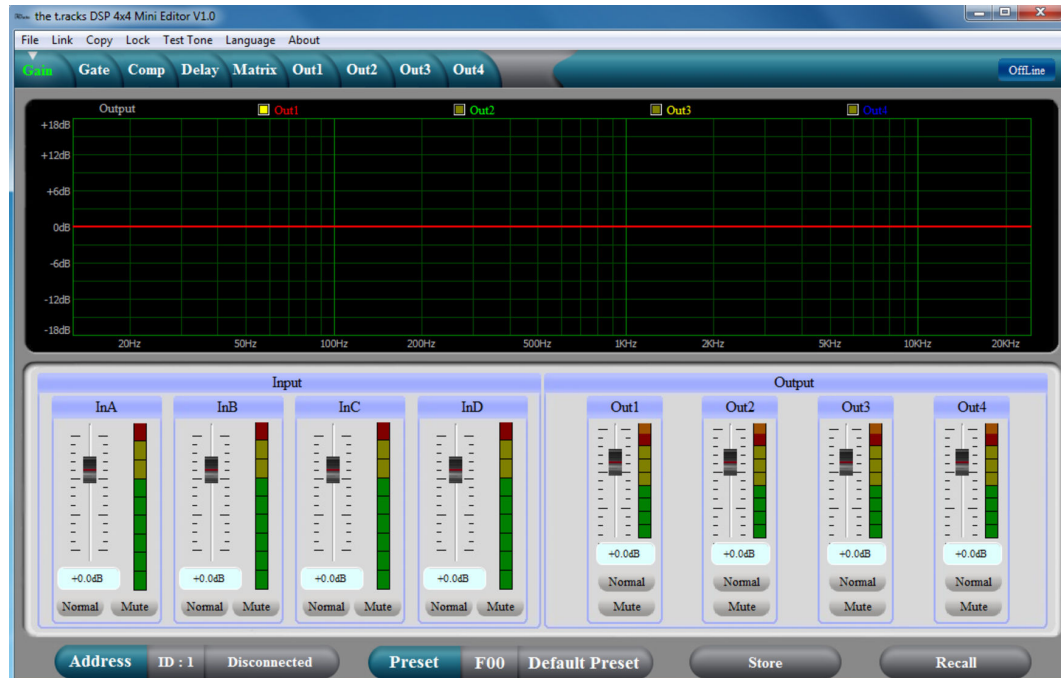 the t.racks DSP 4x4 Mini Editor V1.0
File Link Copy Lock Test Tone Language About
Gain Gate Comp Delay Matrix Out1 Out2 Out3 Out4 OffLine
Output Out1 Out2 Out3 Out4
+18dB
+12dB
+6dB
0dB
-6dB
-12dB
-18dB
20Hz 50Hz 100Hz 200Hz 500Hz 1KHz 2KHz 5KHz 10KHz 20KHz
Input Output
InA InB InC InD Out1 Out2 Out3 Out4
+0.0dB +0.0dB +0.0dB +0.0dB
+0.0dB +0.0dB +0.0dB +0.0dB
Normal Normal Normal Normal
Normal Mute Normal Mute Normal Mute Normal Mute Mute Mute Mute Mute
Address ID : 1 Disconnected Preset F00 Default Preset Store Recall